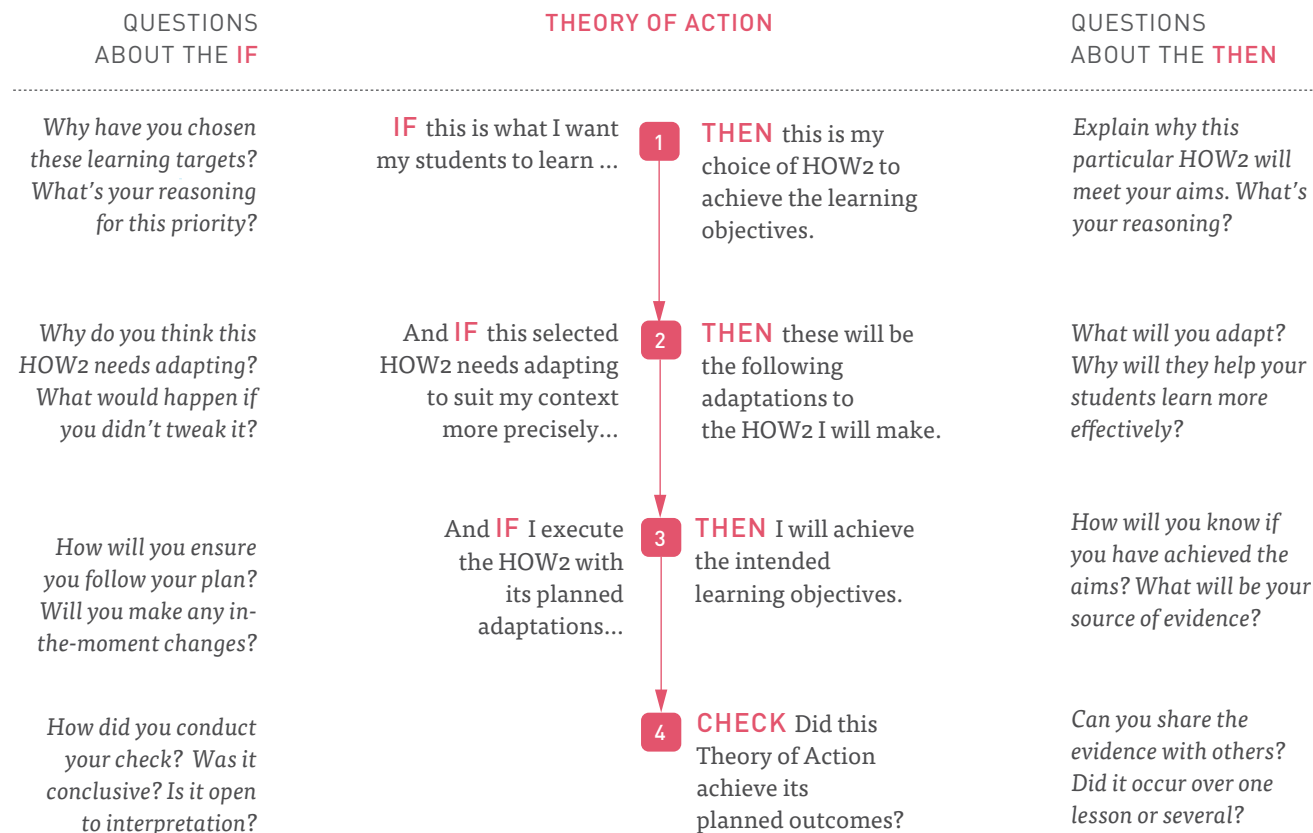 QUESTIONS
ABOUT THE IF
THEORY OF ACTION
QUESTIONS
ABOUT THE THEN
Why have you chosen
these learning targets?
What's your reasoning
for this priority?
IF this is what I want
my students to learn ...
1
THEN this is my
choice of HOW2 to
achieve the learning
objectives.
Explain why this
particular HOW2 will
meet your aims. What's
your reasoning?
Why do you think this
HOW2 needs adapting?
What would happen if
you didn't tweak it?
And IF this selected
HOW2 needs adapting
to suit my context
more precisely...
2
THEN these will be
the following
adaptations to
the HOW2 I will make.
What will you adapt?
Why will they help your
students learn more
effectively?
How will you ensure
you follow your plan?
Will you make any in-
the-moment changes?
And IF I execute
the HOW2 with
its planned
adaptations...
3
THEN I will achieve
the intended
learning objectives.
How will you know if
you have achieved the
aims? What will be your
source of evidence?
How did you conduct
your check? Was it
conclusive? Is it open
to interpretation?
4
CHECK Did this
Theory of Action
achieve its
planned outcomes?
Can you share the
evidence with others?
Did it occur over one
lesson or several?